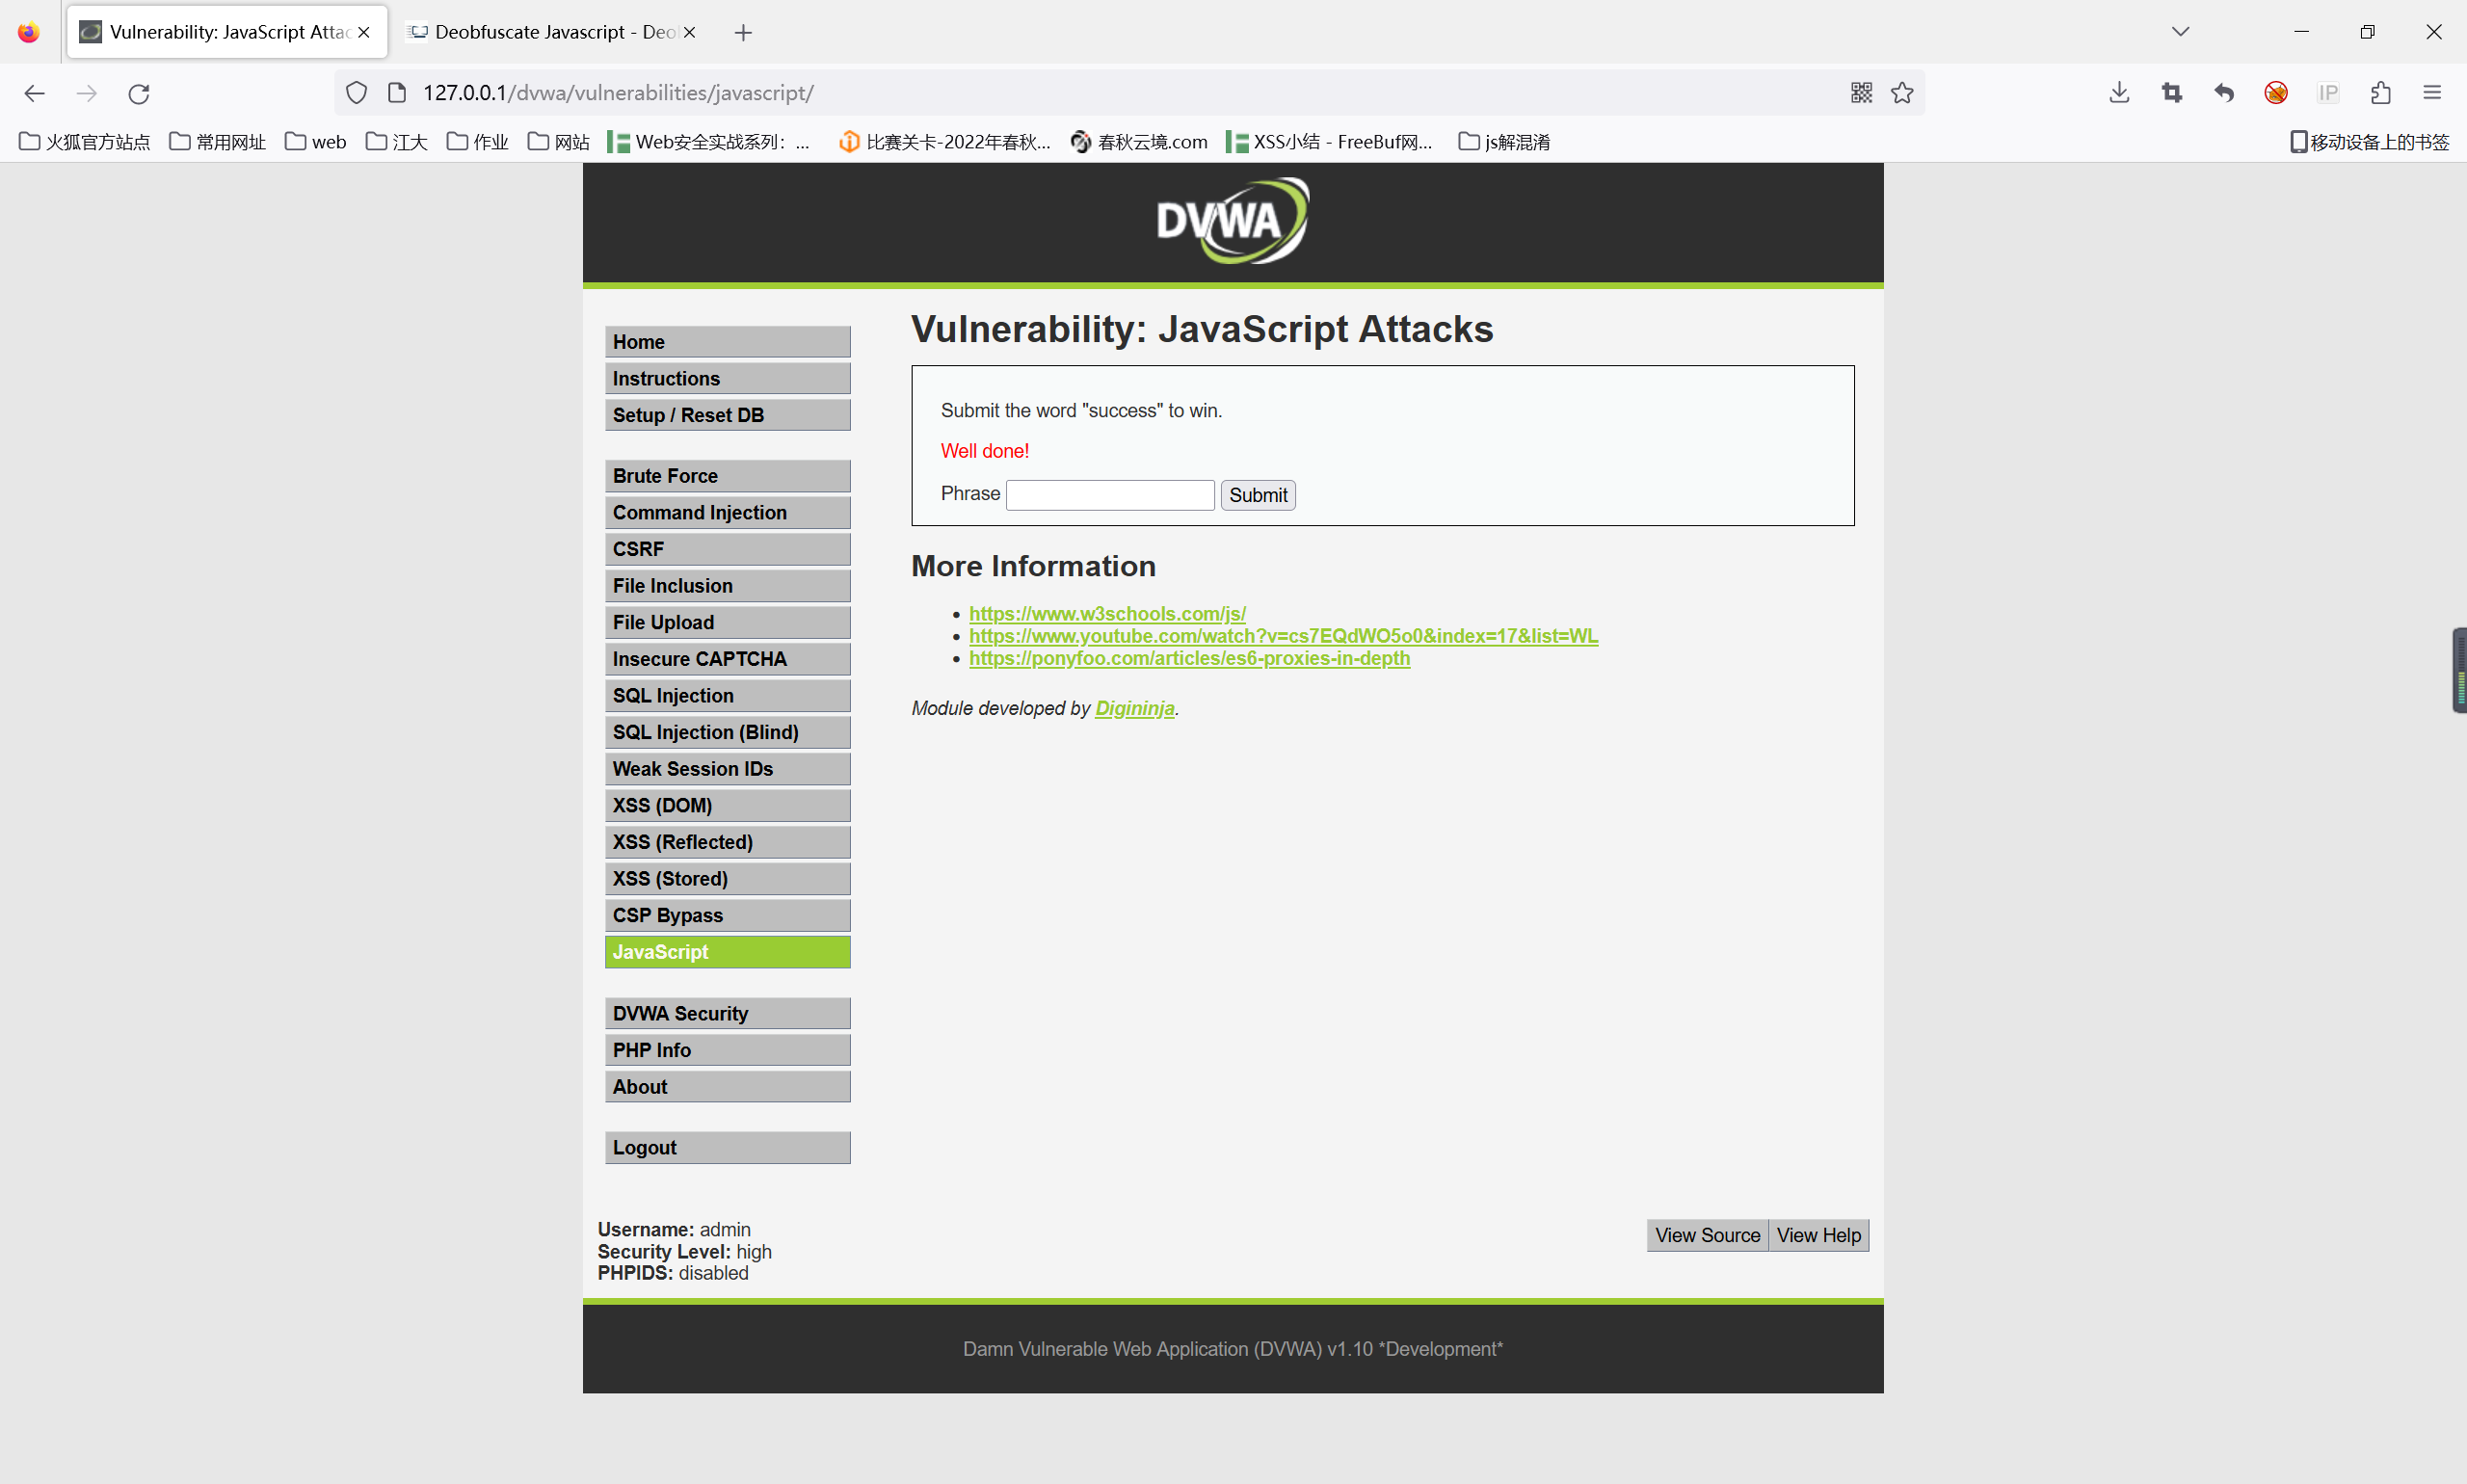 Vulnerability: JavaScript Attac
Deobfuscate Javascript - Deo
127.0.0.1/dvwa/vulnerabilities/javascript/
IP
火狐官方站点 常用网址 web 江大 作业 网站 Web安全实战系列：... 比赛关卡-2022年春秋... 春秋云境.com XSS小结 - FreeBuf网... js解混淆 移动设备上的书签
DVWA
Home
Instructions
Setup / Reset DB
Brute Force
Command Injection
CSRF
File Inclusion
File Upload
Insecure CAPTCHA
SQL Injection
SQL Injection (Blind)
Weak Session IDs
XSS (DOM)
XSS (Reflected)
XSS (Stored)
CSP Bypass
JavaScript
DVWA Security
PHP Info
About
Logout
Vulnerability: JavaScript Attacks
Submit the word "success" to win.
Well done!
Phrase Submit
More Information
https://www.w3schools.com/js/
https://www.youtube.com/watch?v=cs7EQdWO5o0&index=17&list=WL
https://ponyfoo.com/articles/es6-proxies-in-depth
Module developed by Digininja.
Username: admin
Security Level: high
PHPIDS: disabled
View Source View Help
Damn Vulnerable Web Application (DVWA) v1.10 *Development*